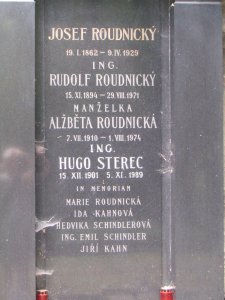 JOSEF ROUDNICKÝ
19. I. 1862 – 9. IV. 1929
ING.
RUDOLF ROUDNICKÝ
15. XI. 1894 – 29. VIII. 1971
MANŽELKA
ALŽBĚTA ROUDNICKÁ
7. VII. 1910 – 1. VIII. 1974
ING.
HUGO STEREC
15. XII. 1901 5. XI. 1989
IN MEMORIAM
MARIE ROUDNICKÁ
IDA KAHNOVÁ
HEDVIKA SCHINDLEROVÁ
ING. EMIL SCHINDLER
JIŘÍ KAHN